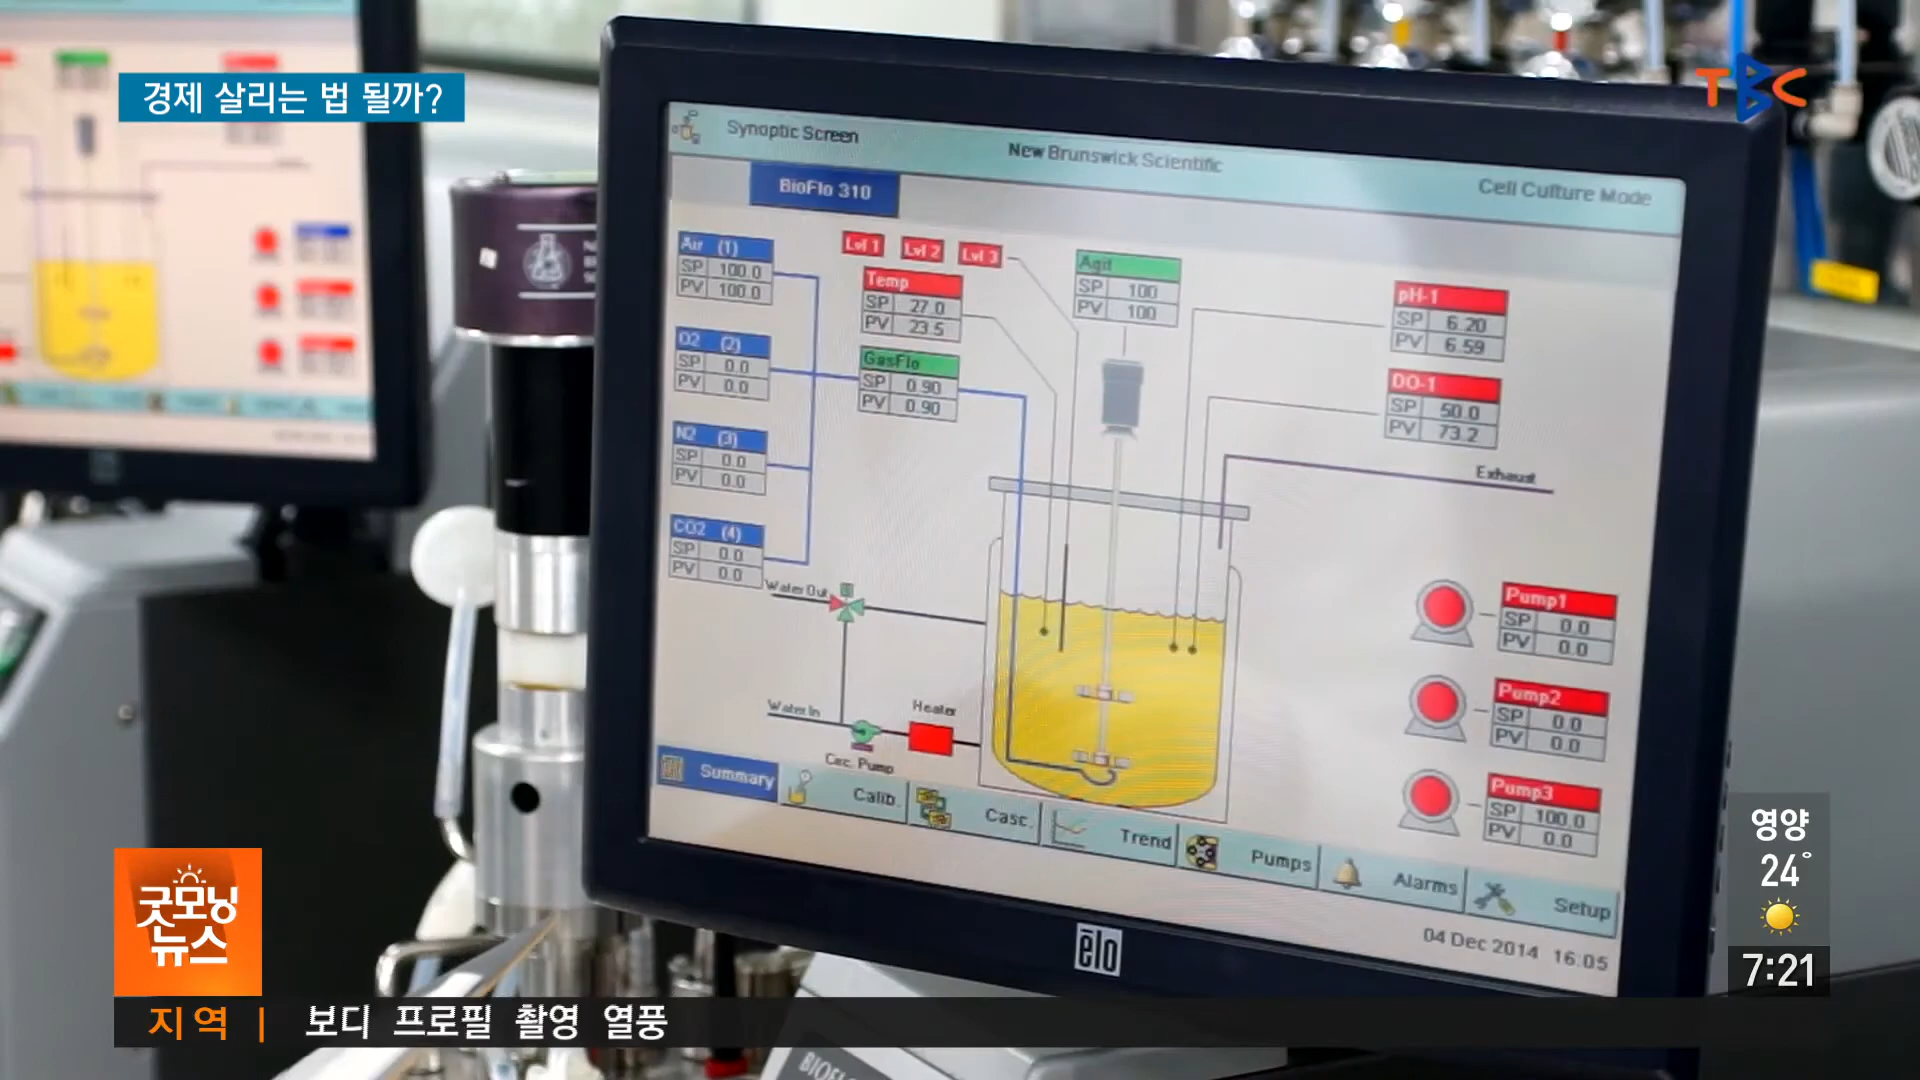 경제 살리는 법 될까?
TBC
Synoptic Screen
New Brunswick Scientific
Cell Culture Mode
BioFlo 310
Air (1)
SP 100.0
PV 100.0
Lvl 1
Lvl 2
Lvl 3
Temp
SP 27.0
PV 23.5
Agit
SP 100
PV 100
pH-1
SP 6.20
PV 6.59
O2 (2)
SP 0.0
PV 0.0
GasFlo
SP 0.90
PV 0.90
DO-1
SP 50.0
PV 73.2
N2 (3)
SP 0.0
PV 0.0
Exhaust
CO2 (4)
SP 0.0
PV 0.0
Water Out
Pump1
SP 0.0
PV 0.0
Water In
Heater
Circ. Pump
Pump2
SP 0.0
PV 0.0
Pump3
SP 100.0
PV 0.0
Summary
Calib.
Casc.
Trend
Pumps
Alarms
Setup
04 Dec 2014 16:05
elo
영양
24°
7:21
굿모닝
뉴스
지역 | 보디 프로필 촬영 열풍